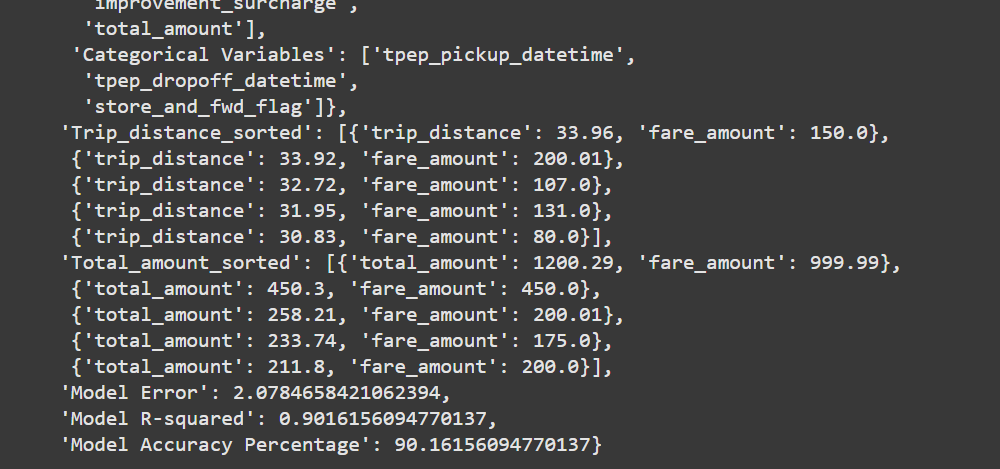 'improvement_surcharge',
'total_amount'],
'Categorical Variables': ['tpep_pickup_datetime',
'tpep_dropoff_datetime',
'store_and_fwd_flag']},
'Trip_distance_sorted': [{'trip_distance': 33.96, 'fare_amount': 150.0},
{'trip_distance': 33.92, 'fare_amount': 200.01},
{'trip_distance': 32.72, 'fare_amount': 107.0},
{'trip_distance': 31.95, 'fare_amount': 131.0},
{'trip_distance': 30.83, 'fare_amount': 80.0}],
'Total_amount_sorted': [{'total_amount': 1200.29, 'fare_amount': 999.99},
{'total_amount': 450.3, 'fare_amount': 450.0},
{'total_amount': 258.21, 'fare_amount': 200.01},
{'total_amount': 233.74, 'fare_amount': 175.0},
{'total_amount': 211.8, 'fare_amount': 200.0}],
'Model Error': 2.0784658421062394,
'Model R-squared': 0.9016156094770137,
'Model Accuracy Percentage': 90.16156094770137}